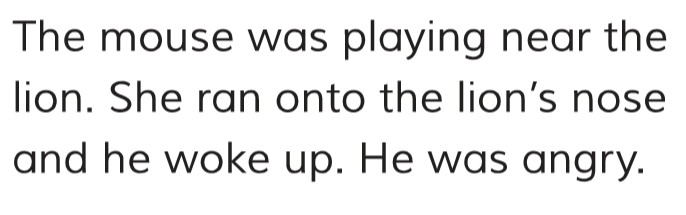 The mouse was playing near the
lion. She ran onto the lion’s nose
and he woke up. He was angry.